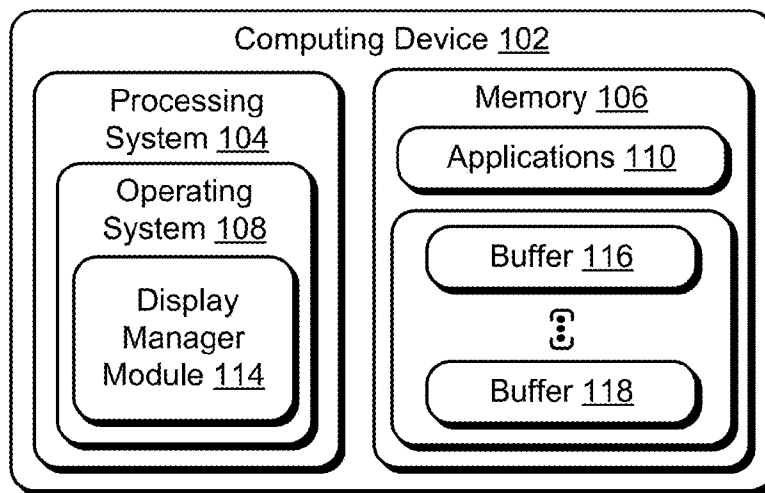 Computing Device 102
Processing
System 104
Operating
System 108
Display
Manager
Module 114
Memory 106
Applications 110
Buffer 116
Buffer 118